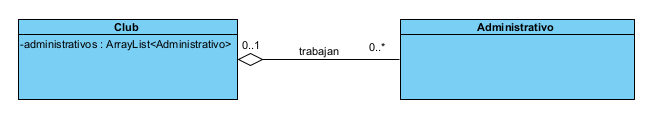 Club
-administrativos : ArrayList<Administrativo>
0..1
trabajan
0..*
Administrativo